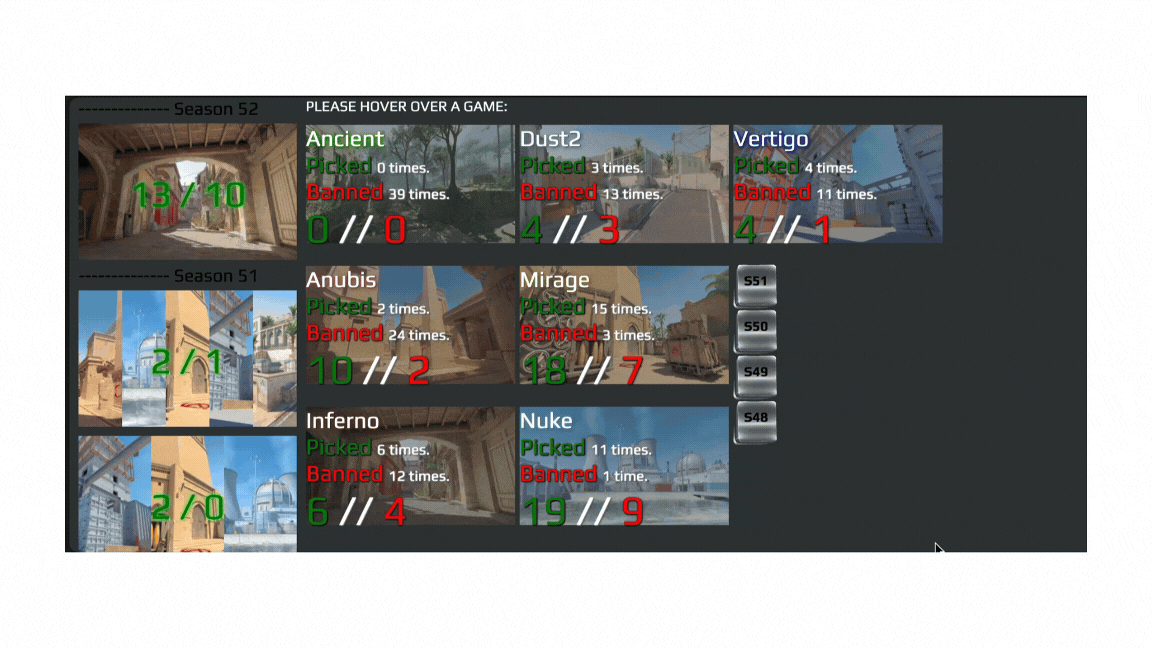 -------------- Season 52
13 / 10
-------------- Season 51
2 / 1
2 / 0
PLEASE HOVER OVER A GAME:
Ancient
Picked 0 times.
Banned 39 times.
0 // 0
Dust2
Picked 3 times.
Banned 13 times.
4 // 3
Vertigo
Picked 4 times.
Banned 11 times.
4 // 1
Anubis
Picked 2 times.
Banned 24 times.
10 // 2
Mirage
Picked 15 times.
Banned 3 times.
18 // 7
S51
S50
S49
S48
Inferno
Picked 6 times.
Banned 12 times.
6 // 4
Nuke
Picked 11 times.
Banned 1 time.
19 // 9